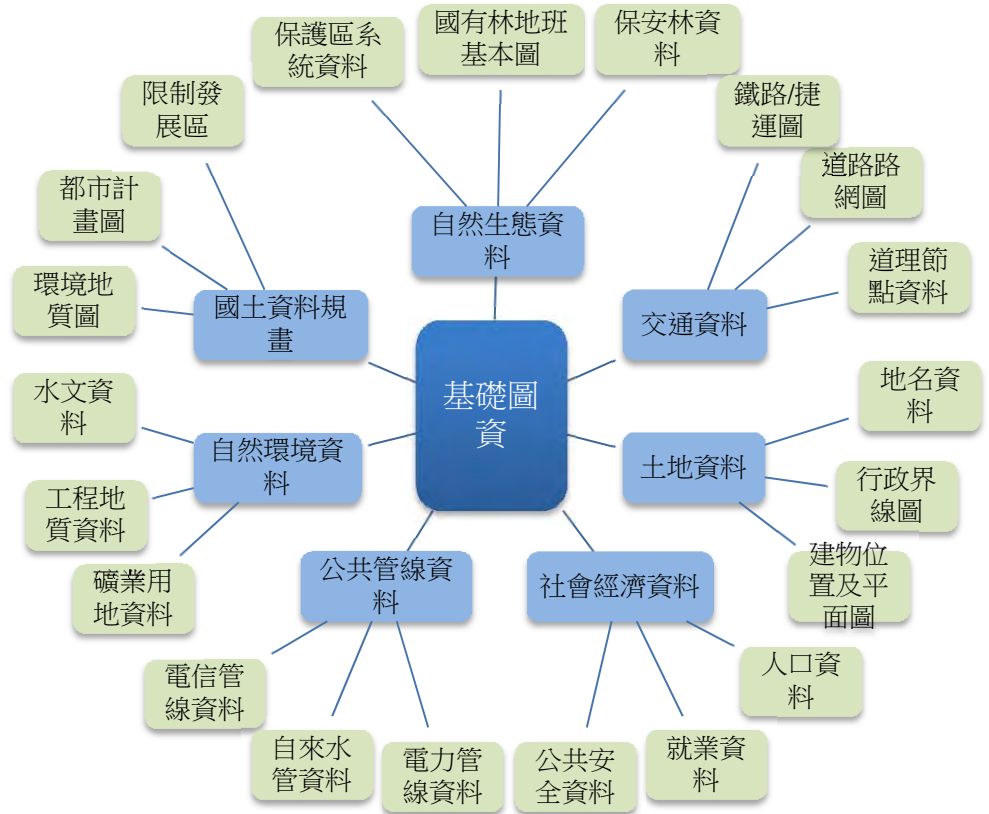 保護區系
統資料
國有林地班
基本圖
保安林資
料
限制發
展區
鐵路/捷
運圖
都市計
畫圖
道路路
網圖
自然生態資
料
環境地
質圖
國土資料規
畫
交通資料
道理節
點資料
基礎圖
資
水文資
料
自然環境資
料
土地資料
地名資
料
工程地
質資料
行政界
線圖
礦業用
地資料
公共管線資
料
社會經濟資料
建物位
置及平
面圖
電信管
線資料
人口資
料
自來水
管資料
電力管
線資料
公共安
全資料
就業資
料